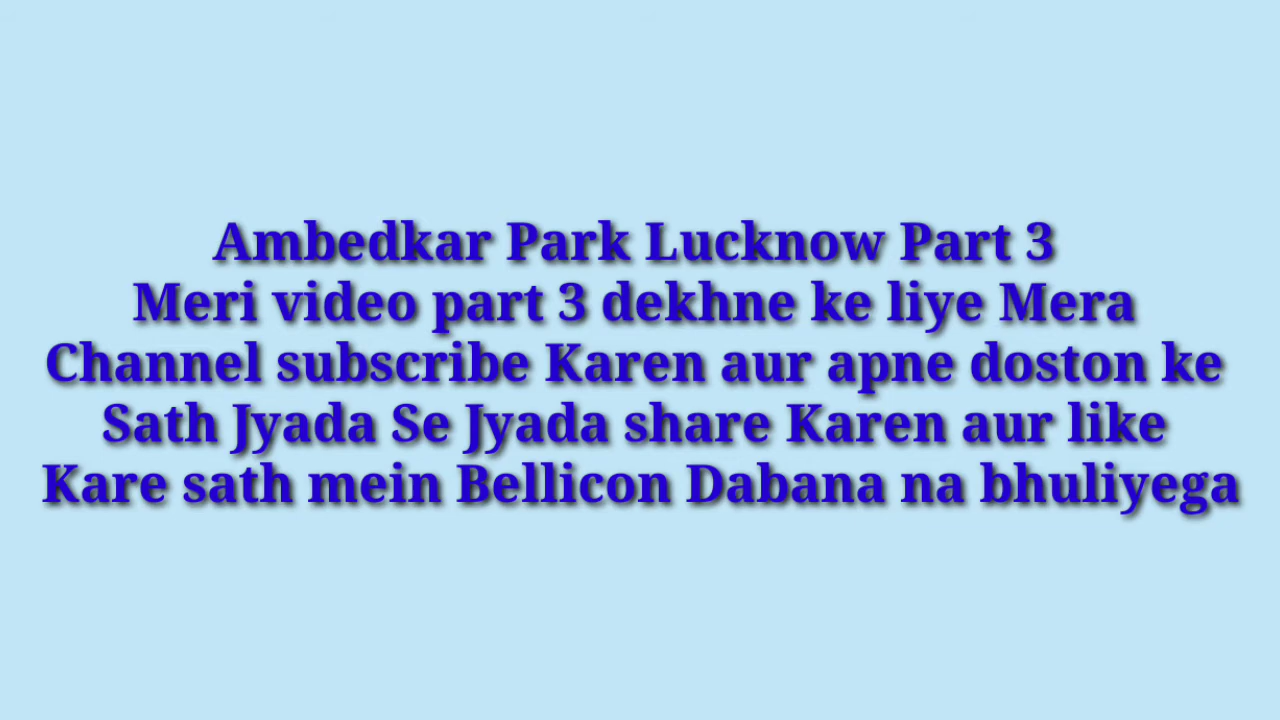 Ambedkar Park Lucknow Part 3
Meri video part 3 dekhne ke liye Mera
Channel subscribe Karen aur apne doston ke
Sath Jyada Se Jyada share Karen aur like
Kare sath mein Bellicon Dabana na bhuliyega